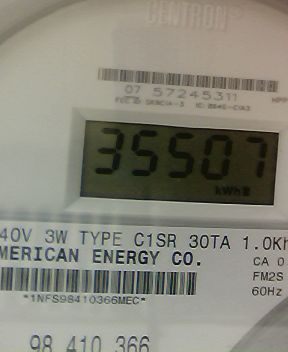 CENTRON®
07 57245311
35507
kWh
40V 3W TYPE C1SR 30TA 1.0Kh
MERICAN ENERGY CO.
CA 0
FM2S
60Hz
*1NFS98410366MEC*
98 410 366